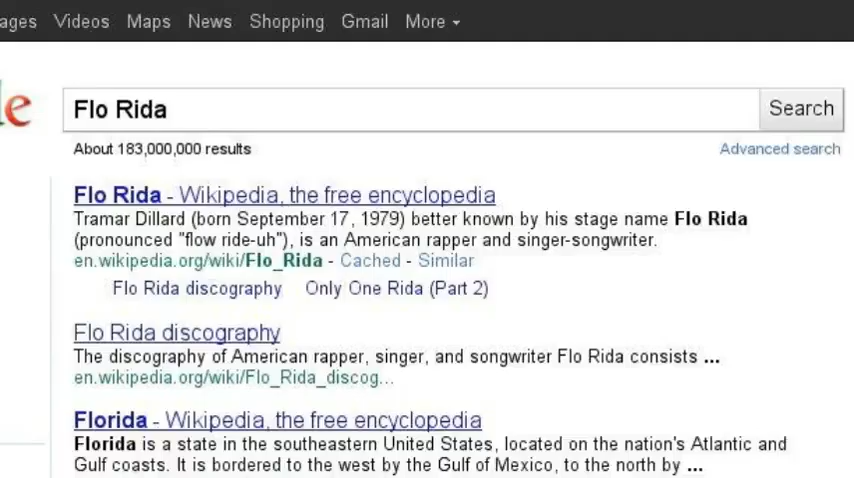 ages Videos Maps News Shopping Gmail More
le
Flo Rida
Search
About 183,000,000 results
Advanced search
Flo Rida - Wikipedia, the free encyclopedia
Tramar Dillard (born September 17, 1979) better known by his stage name Flo Rida
(pronounced "flow ride-uh"), is an American rapper and singer-songwriter.
en.wikipedia.org/wiki/Flo_Rida - Cached - Similar
Flo Rida discography Only One Rida (Part 2)
Flo Rida discography
The discography of American rapper, singer, and songwriter Flo Rida consists ...
en.wikipedia.org/wiki/Flo_Rida_discog...
Florida - Wikipedia, the free encyclopedia
Florida is a state in the southeastern United States, located on the nation's Atlantic and
Gulf coasts. It is bordered to the west by the Gulf of Mexico, to the north by ...